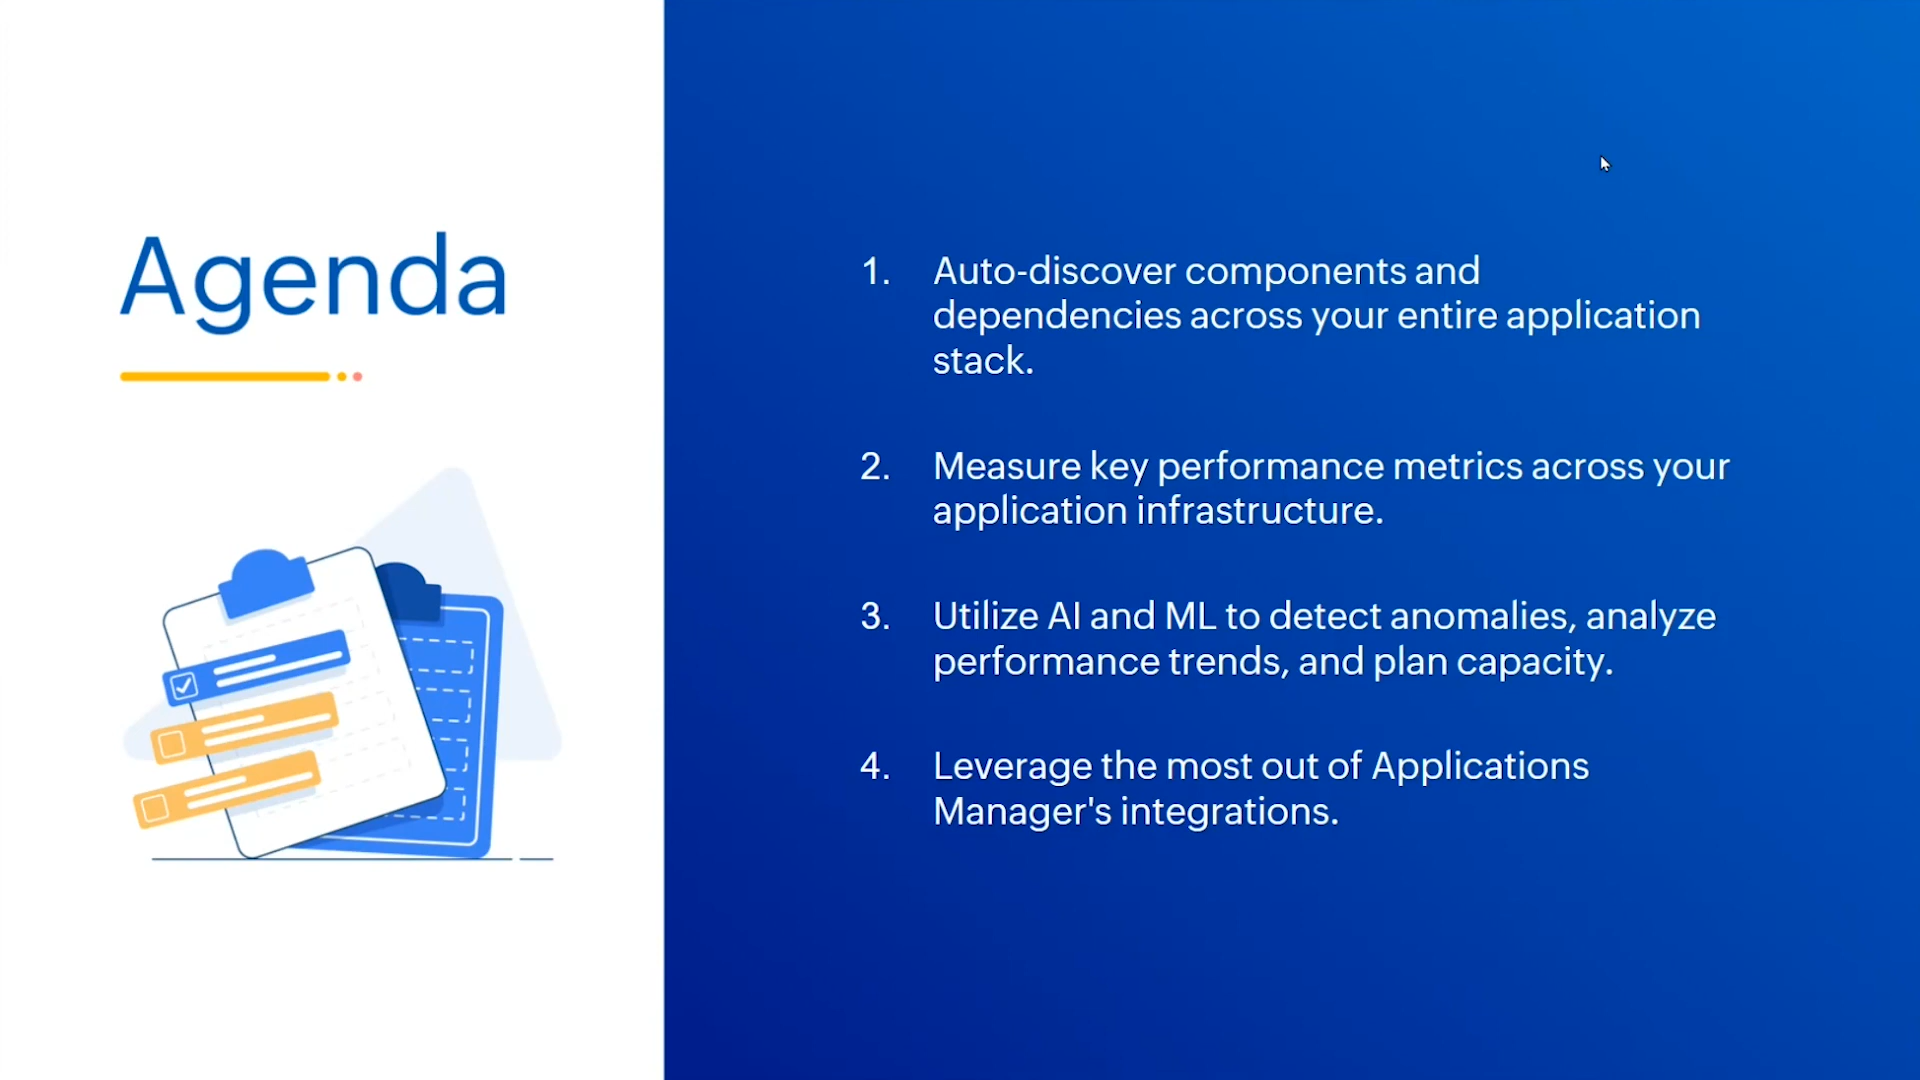 Agenda
1. Auto-discover components and
dependencies across your entire application
stack.
2. Measure key performance metrics across your
application infrastructure.
3. Utilize AI and ML to detect anomalies, analyze
performance trends, and plan capacity.
4. Leverage the most out of Applications
Manager's integrations.